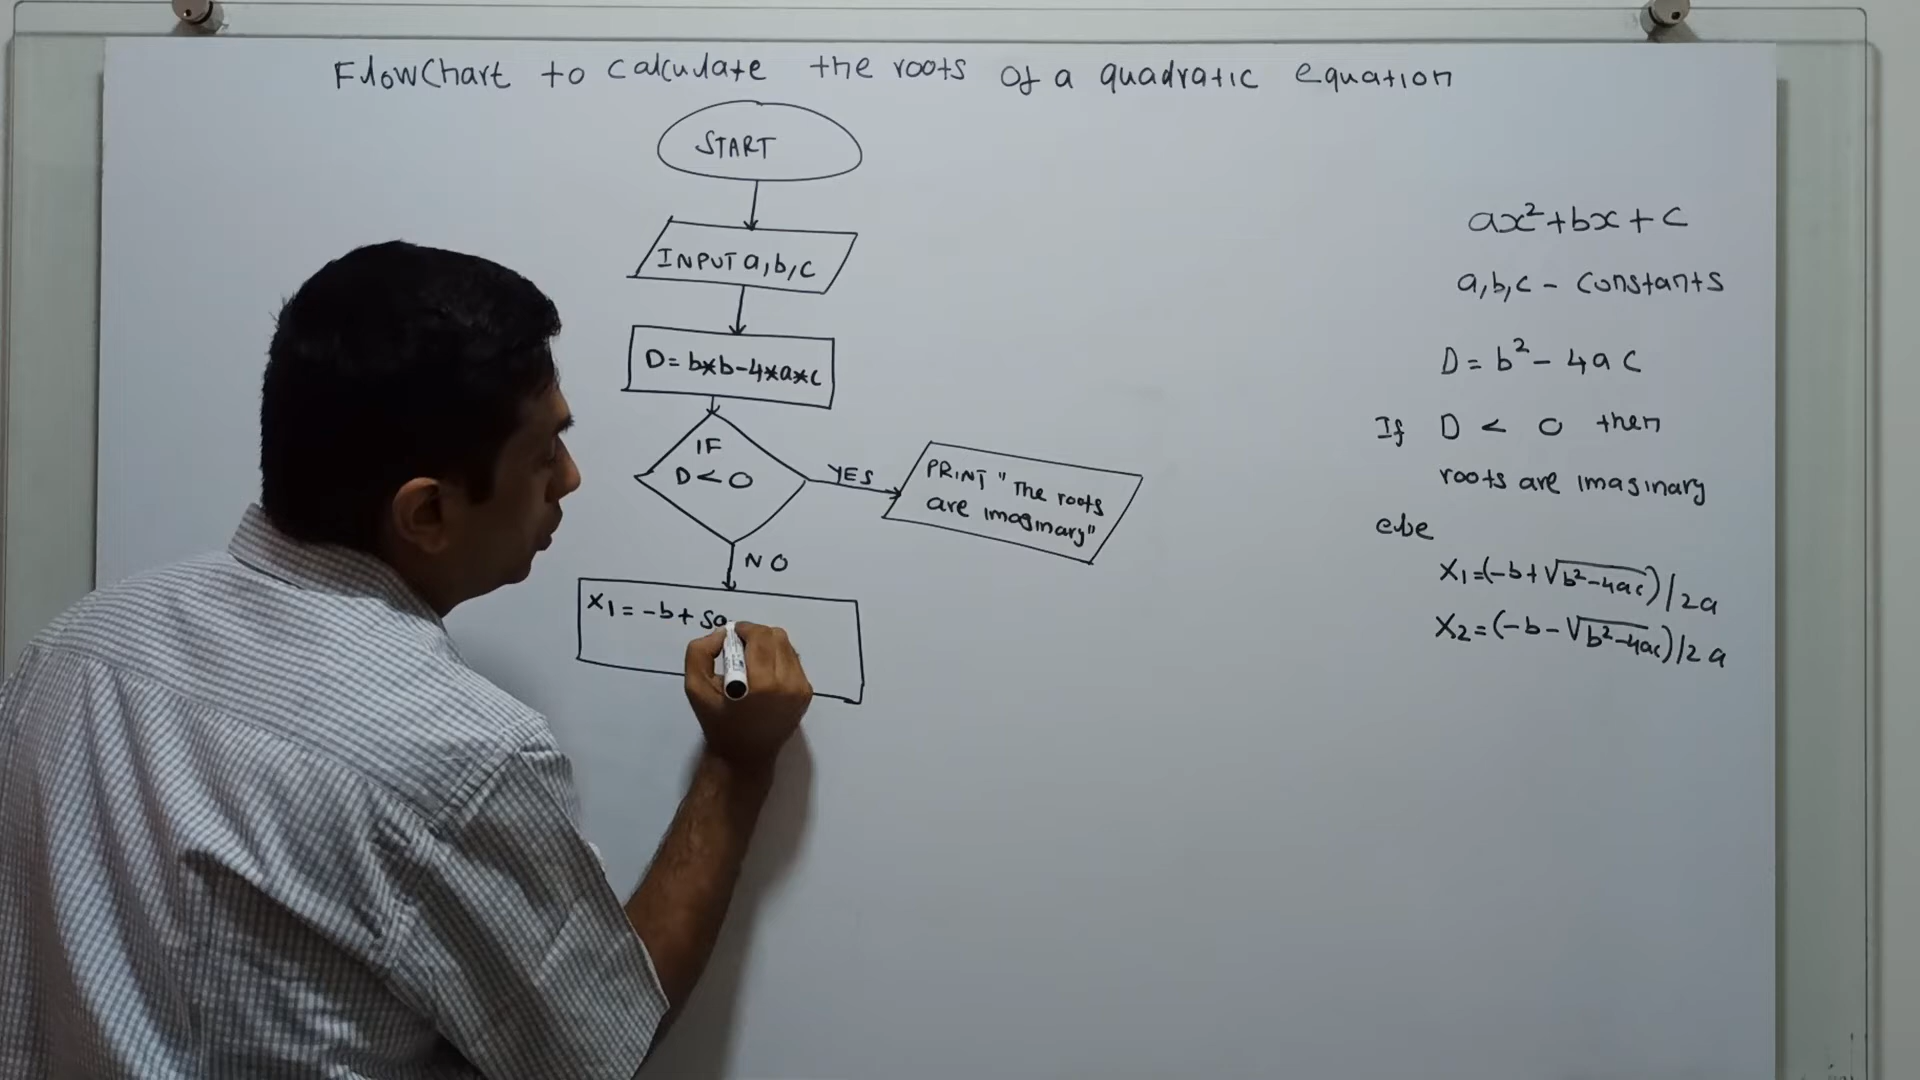 FlowChart to calculate the roots of a quadratic equation
START
INPUT a,b,c
D= b*b-4*a*c
IF
D < 0
YES
PRINT "The roots
are imaginary"
NO
X1 = -b+ sq
ax²+bx+c
a,b,c - constants
D = b² - 4ac
If D < 0 then
roots are imaginary
else
X1=(-b+√b²-4ac)/2a
X2=(-b-√b²-4ac)/2a